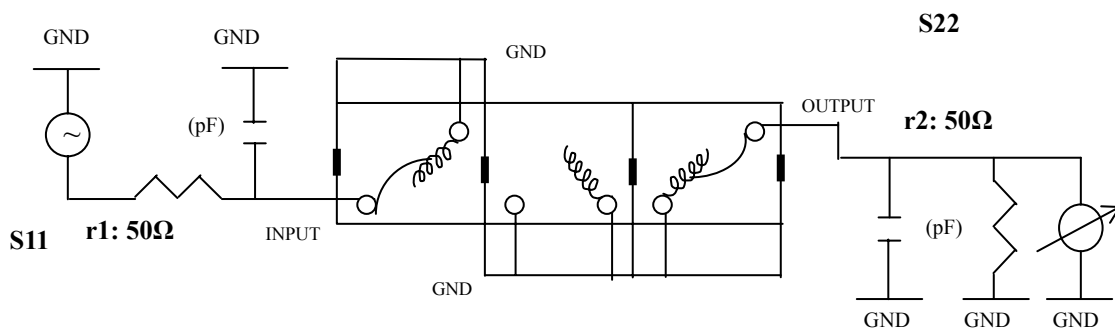 S22
GND
GND
GND
OUTPUT
(pF)
r2: 50Ω
~
INPUT
S11
r1: 50Ω
(pF)
GND
GND
GND
GND